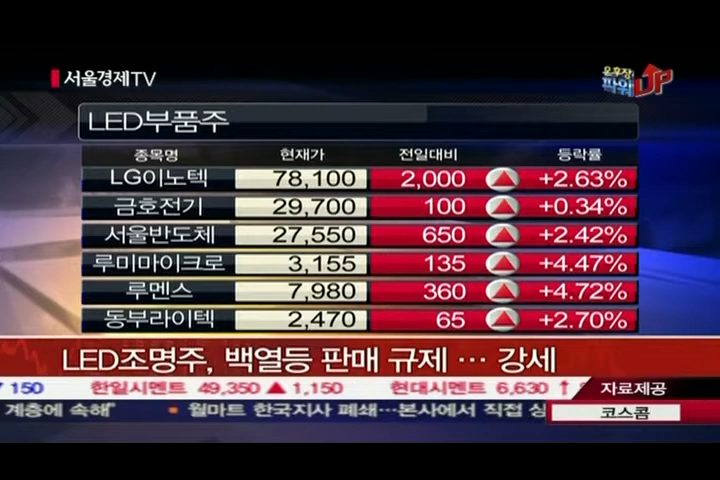 서울경제TV
오후장 파워UP
LED부품주
종목명 현재가 전일대비 등락률
LG이노텍 78,100 2,000 ▲ +2.63%
금호전기 29,700 100 ▲ +0.34%
서울반도체 27,550 650 ▲ +2.42%
루미마이크로 3,155 135 ▲ +4.47%
루멘스 7,980 360 ▲ +4.72%
동부라이텍 2,470 65 ▲ +2.70%
LED조명주, 백열등 판매 규제 … 강세
150 한일시멘트 49,350 ▲ 1,150 현대시멘트 6,630 ↑
자료제공
계층에 속해" • 월마트 한국지사 폐쇄…본사에서 직접
코스콤